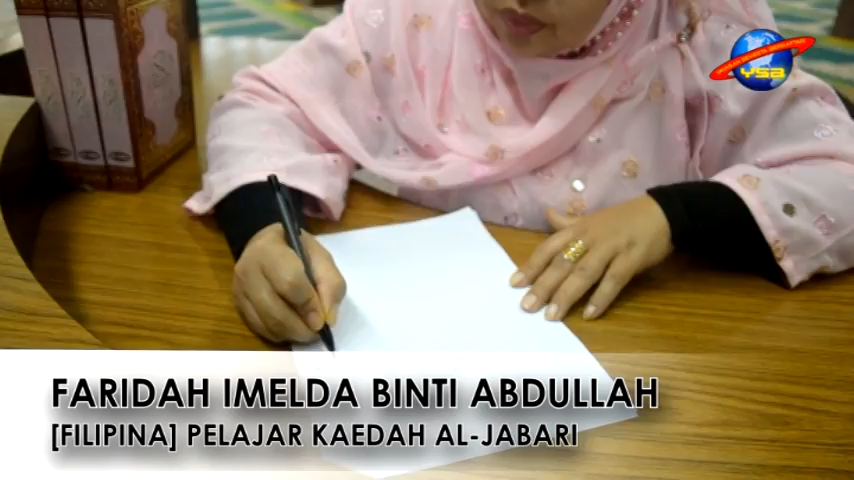 YSB
FARIDAH IMELDA BINTI ABDULLAH
[FILIPINA] PELAJAR KAEDAH AL-JABARI